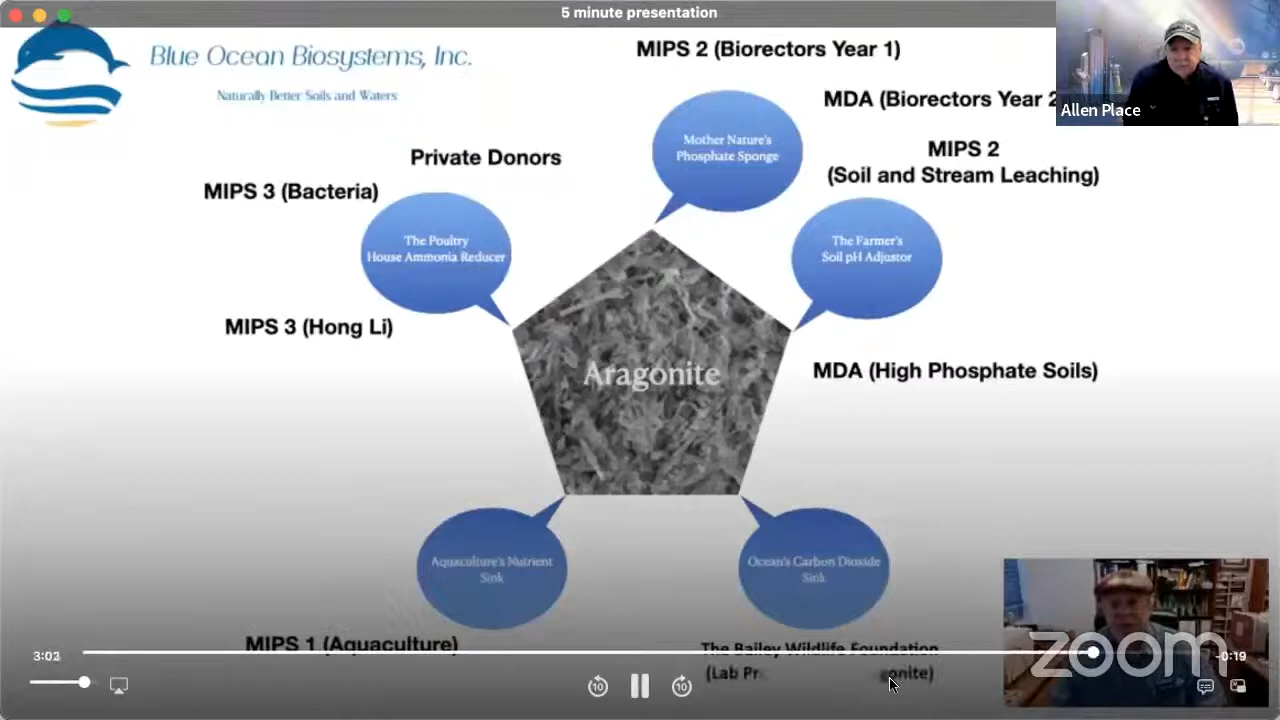 5 minute presentation
Blue Ocean Biosystems, Inc.
Naturally Better Soils and Waters
MIPS 2 (Biorectors Year 1)
MDA (Biorectors Year 2
Allen Place
Mother Nature's
Phosphate Sponge
MIPS 2
(Soil and Stream Leaching)
Private Donors
MIPS 3 (Bacteria)
The Poultry
House Ammonia Reducer
The Farmer's
Soil pH Adjustor
MIPS 3 (Hong Li)
Aragonite
MDA (High Phosphate Soils)
Aquaculture's Nutrient
Sink
Ocean's Carbon Dioxide
Sink
MIPS 1 (Aquaculture)
The Bailey Wildlife Foundation
(Lab
zoom
3:02
-0:19
10
10